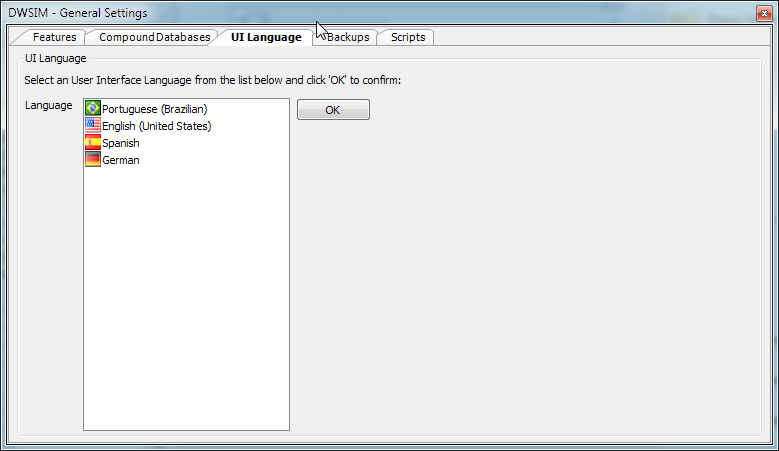 DWSIM - General Settings
Features Compound Databases UI Language Backups Scripts
UI Language
Select an User Interface Language from the list below and click 'OK' to confirm:
Language
Portuguese (Brazilian)
OK
English (United States)
Spanish
German